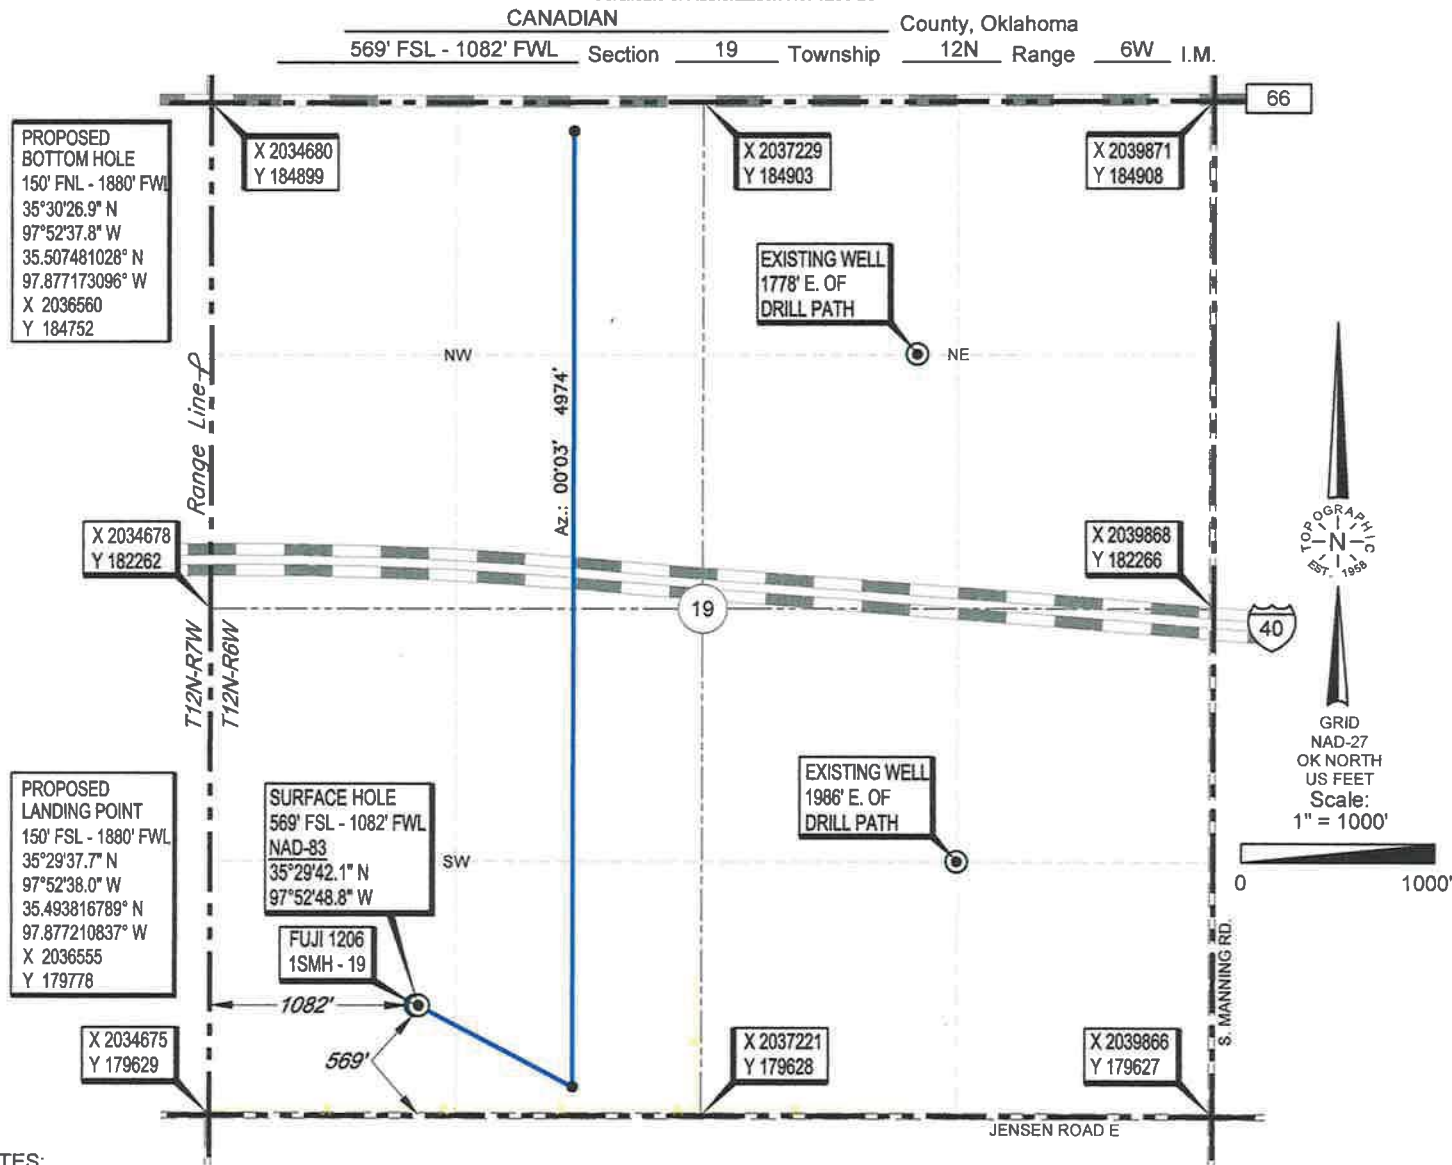 CANADIAN County, Oklahoma
569' FSL - 1082' FWL Section 19 Township 12N Range 6W I.M.
66
PROPOSED
BOTTOM HOLE
150' FNL - 1880' FWL
35°30'26.9" N
97°52'37.8" W
35.507481028° N
97.877173096° W
X 2036560
Y 184752
X 2034680
Y 184899
X 2037229
Y 184903
X 2039871
Y 184908
EXISTING WELL
1778' E. OF
DRILL PATH
NW
NE
Range Line
Az.: 00°03' 4974'
X 2034678
Y 182262
X 2039868
Y 182266
TOPOGRAPHIC
N
EST. 1958
19
40
T12N-R7W
T12N-R6W
GRID
NAD-27
OK NORTH
US FEET
Scale:
1" = 1000'
0 1000'
PROPOSED
LANDING POINT
150' FSL - 1880' FWL
35°29'37.7" N
97°52'38.0" W
35.493816789° N
97.877210837° W
X 2036555
Y 179778
SURFACE HOLE
569' FSL - 1082' FWL
NAD-83
35°29'42.1" N
97°52'48.8" W
SW
EXISTING WELL
1986' E. OF
DRILL PATH
FUJI 1206
1SMH - 19
1082'
569'
S. MANNING RD.
X 2034675
Y 179629
X 2037221
Y 179628
X 2039866
Y 179627
JENSEN ROAD E